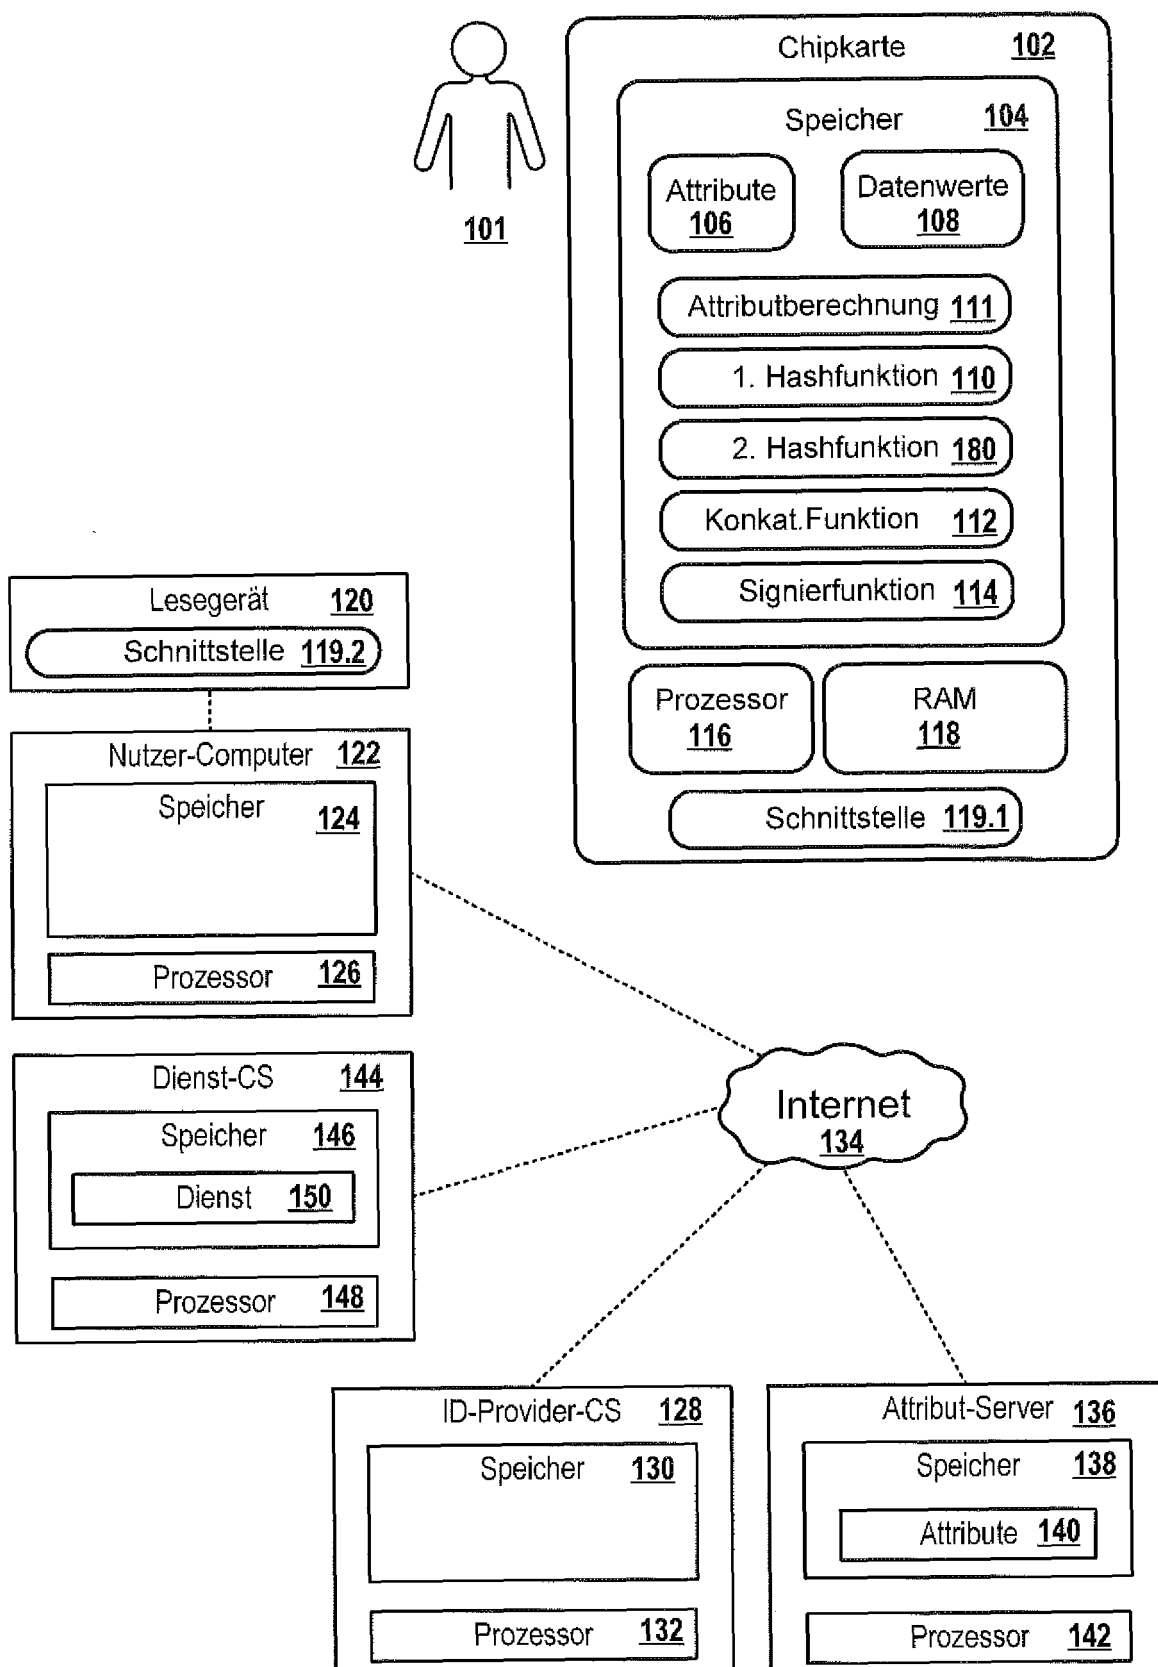 Chipkarte 102
Speicher 104
Attribute
106
Datenwerte
108
101
Attributberechnung 111
1. Hashfunktion 110
2. Hashfunktion 180
Konkat.Funktion 112
Signierfunktion 114
Prozessor
116
RAM
118
Schnittstelle 119.1
Lesegerät 120
Schnittstelle 119.2
Nutzer-Computer 122
Speicher 124
Prozessor 126
Dienst-CS 144
Speicher 146
Dienst 150
Prozessor 148
Internet
134
ID-Provider-CS 128
Speicher 130
Prozessor 132
Attribut-Server 136
Speicher 138
Attribute 140
Prozessor 142